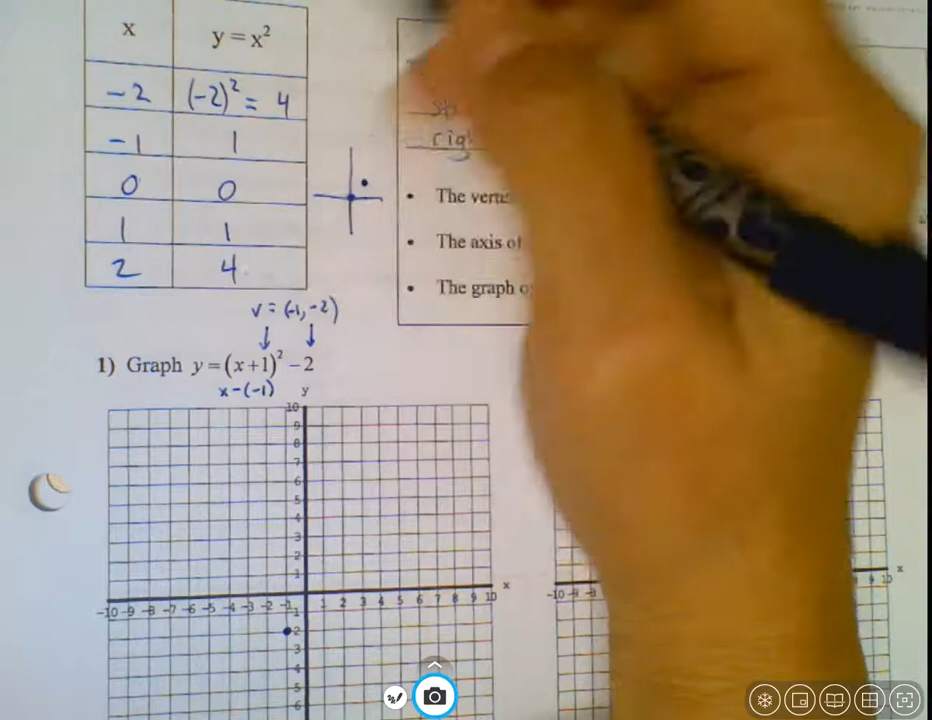 x y = x²
-2 (-2)² = 4
-1 1
0 0
1 1
2 4
• The
• The axis of
• The graph
v = (-1, -2)
1) Graph y = (x+1)² - 2
x - (-1)
y
10
9
8
7
6
5
4
3
2
1
x
-10 -9 -8 -7 -6 -5 -4 -3 -2 -1 1 2 3 4 5 6 7 8 9 10
1
2
3
4
5
6
x
-10 -9 -8 9 10